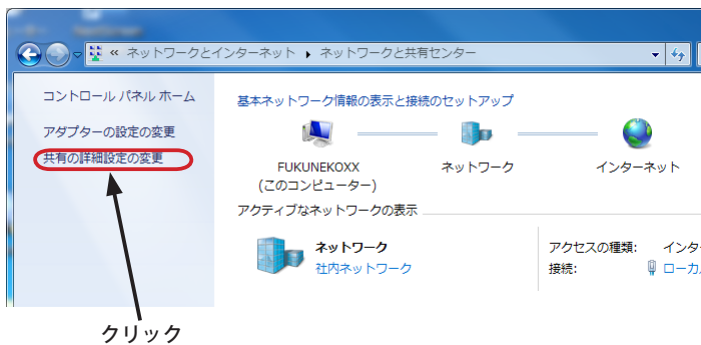 « ネットワークとインターネット ▸ ネットワークと共有センター
コントロール パネル ホーム
アダプターの設定の変更
共有の詳細設定の変更
基本ネットワーク情報の表示と接続のセットアップ
FUKUNEKOXX
(このコンピューター)
ネットワーク
インターネット
アクティブなネットワークの表示
ネットワーク
社内ネットワーク
アクセスの種類: インター
接続: ローカ
クリック